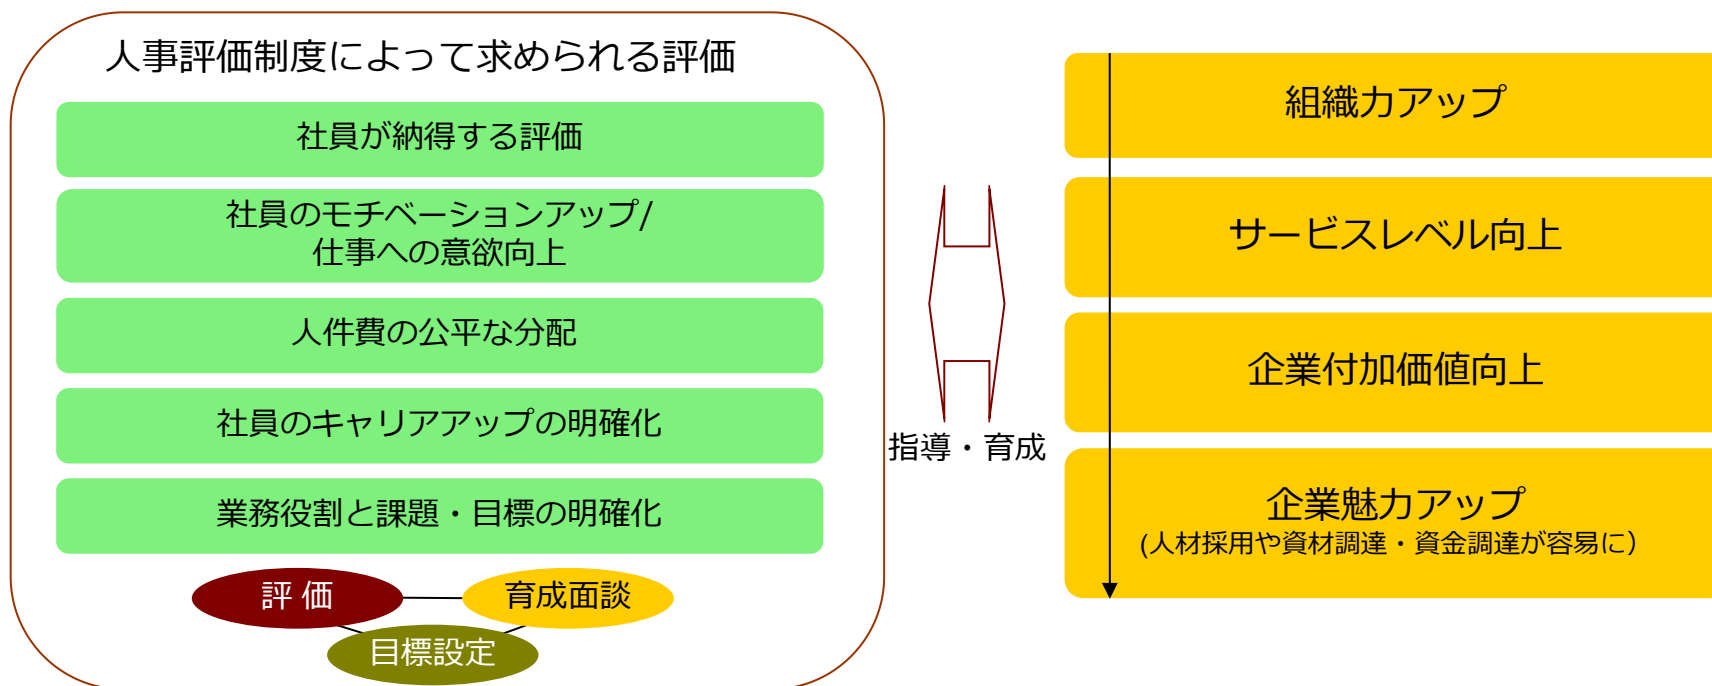 人事評価制度によって求められる評価
社員が納得する評価
社員のモチベーションアップ/
仕事への意欲向上
人件費の公平な分配
社員のキャリアアップの明確化
業務役割と課題・目標の明確化
評 価
育成面談
目標設定
指導・育成
組織力アップ
サービスレベル向上
企業付加価値向上
企業魅力アップ
(人材採用や資材調達・資金調達が容易に）